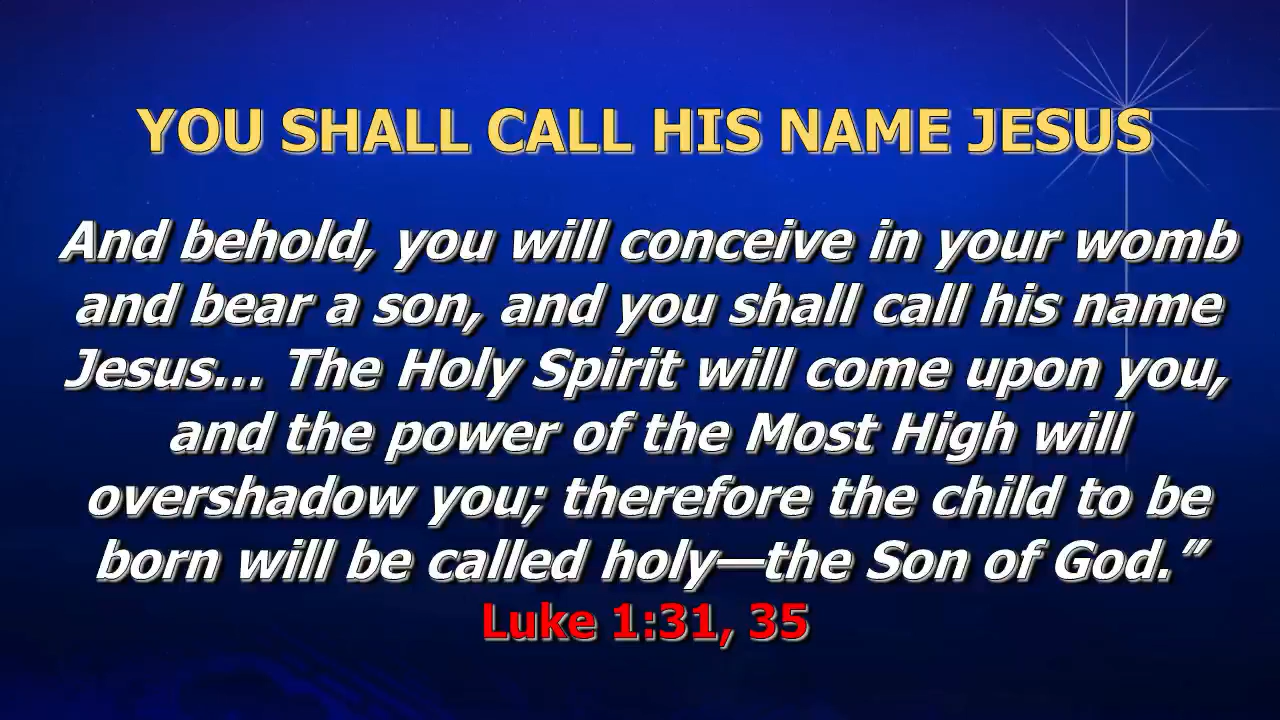 YOU SHALL CALL HIS NAME JESUS
And behold, you will conceive in your womb
and bear a son, and you shall call his name
Jesus... The Holy Spirit will come upon you,
and the power of the Most High will
overshadow you; therefore the child to be
born will be called holy—the Son of God.”
Luke 1:31, 35